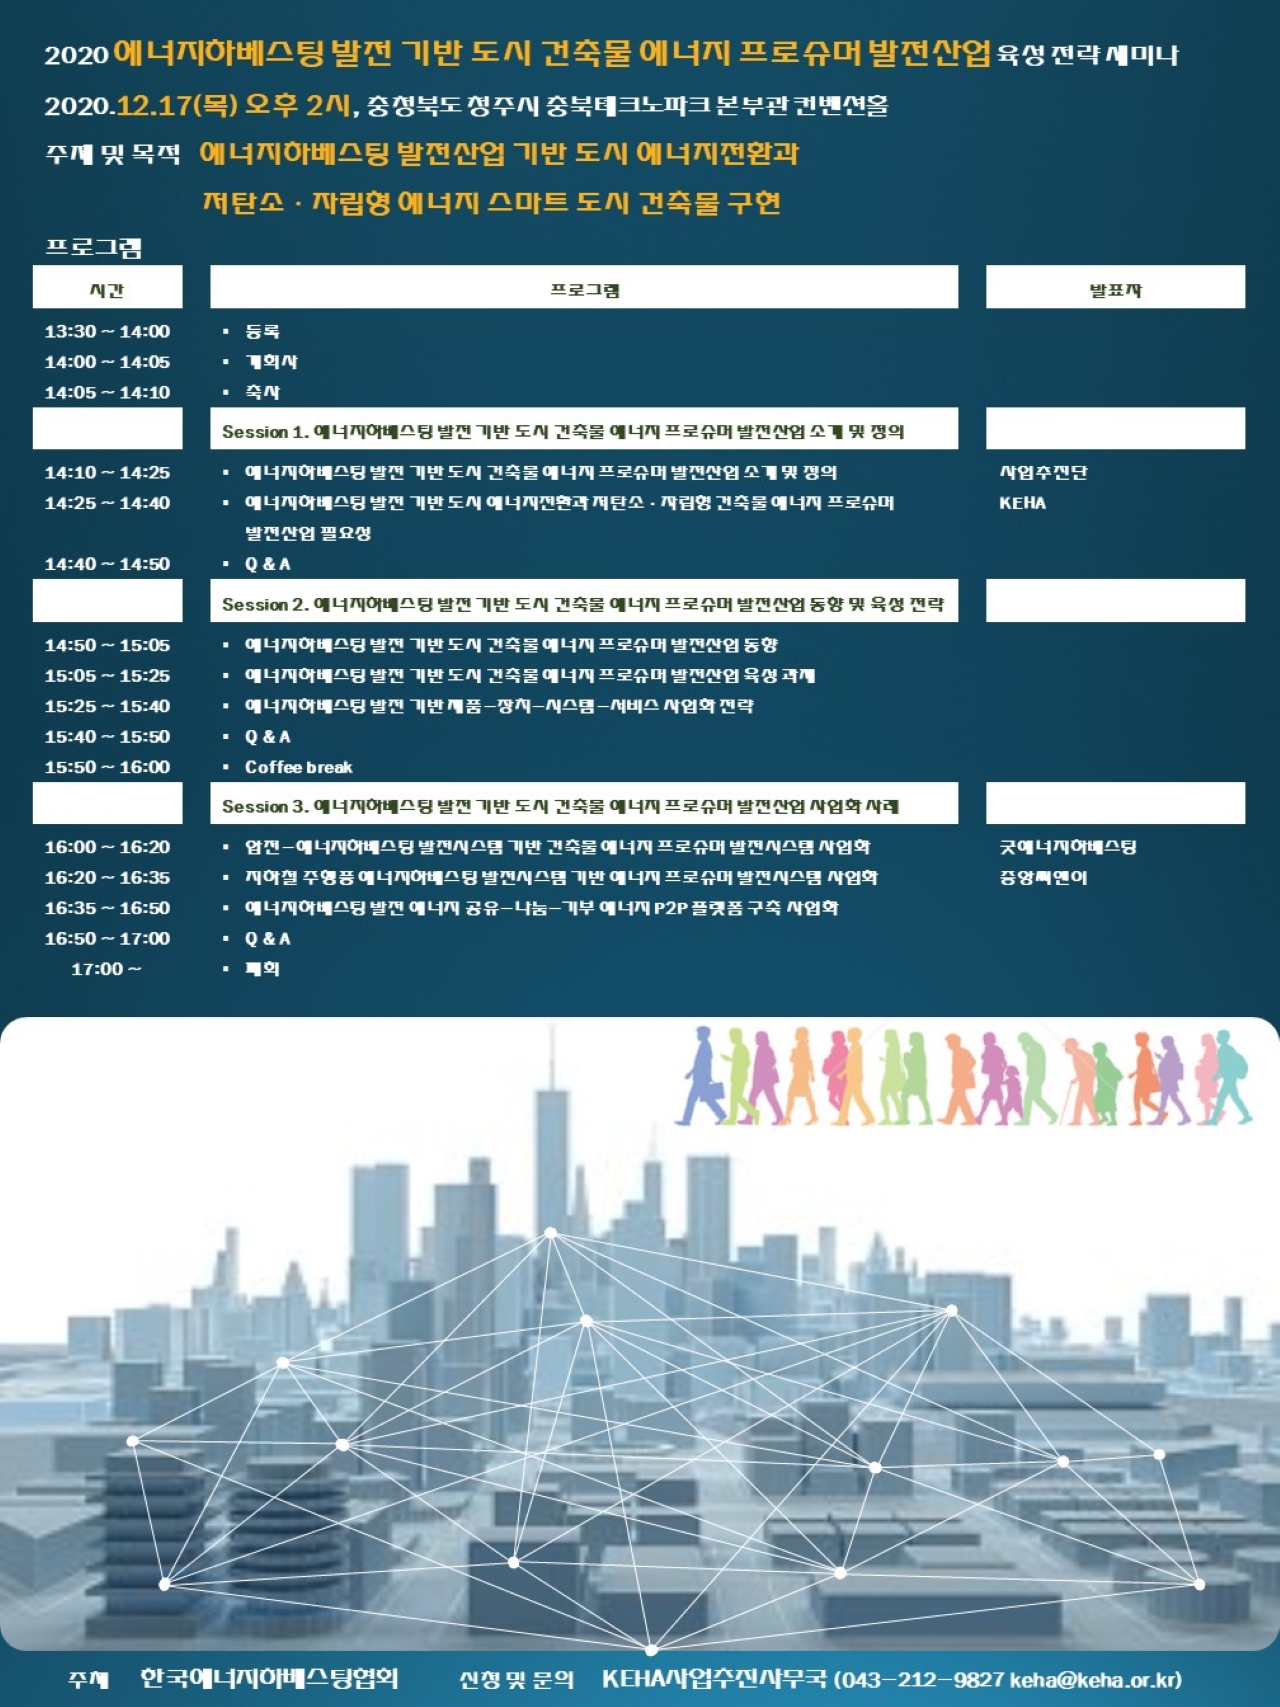 2020 에너지하베스팅 발전 기반 도시 건축물 에너지 프로슈머 발전산업 육성 전략 세미나
2020.12.17(목) 오후 2시, 충청북도 청주시 충북테크노파크 본부관 컨벤션홀
주제 및 목적 에너지하베스팅 발전산업 기반 도시 에너지전환과
저탄소 · 자립형 에너지 스마트 도시 건축물 구현
프로그램
시간 프로그램 발표자
13:30 ~ 14:00 ▪ 등록
14:00 ~ 14:05 ▪ 개회사
14:05 ~ 14:10 ▪ 축사
Session 1. 에너지하베스팅 발전 기반 도시 건축물 에너지 프로슈머 발전산업 소개 및 정의
14:10 ~ 14:25 ▪ 에너지하베스팅 발전 기반 도시 건축물 에너지 프로슈머 발전산업 소개 및 정의 사업추진단
14:25 ~ 14:40 ▪ 에너지하베스팅 발전 기반 도시 에너지전환과 저탄소 · 자립형 건축물 에너지 프로슈머 KEHA
발전산업 필요성
14:40 ~ 14:50 ▪ Q & A
Session 2. 에너지하베스팅 발전 기반 도시 건축물 에너지 프로슈머 발전산업 동향 및 육성 전략
14:50 ~ 15:05 ▪ 에너지하베스팅 발전 기반 도시 건축물 에너지 프로슈머 발전산업 동향
15:05 ~ 15:25 ▪ 에너지하베스팅 발전 기반 도시 건축물 에너지 프로슈머 발전산업 육성 과제
15:25 ~ 15:40 ▪ 에너지하베스팅 발전 기반 제품-장치-시스템-서비스 사업화 전략
15:40 ~ 15:50 ▪ Q & A
15:50 ~ 16:00 ▪ Coffee break
Session 3. 에너지하베스팅 발전 기반 도시 건축물 에너지 프로슈머 발전산업 사업화 사례
16:00 ~ 16:20 ▪ 압전-에너지하베스팅 발전시스템 기반 건축물 에너지 프로슈머 발전시스템 사업화 굿에너지하베스팅
16:20 ~ 16:35 ▪ 지하철 주행풍 에너지하베스팅 발전시스템 기반 에너지 프로슈머 발전시스템 사업화 중앙씨앤이
16:35 ~ 16:50 ▪ 에너지하베스팅 발전 에너지 공유-나눔-기부 에너지 P2P 플랫폼 구축 사업화
16:50 ~ 17:00 ▪ Q & A
17:00 ~ ▪ 폐회
주체 한국에너지하베스팅협회 신청 및 문의 KEHA사업추진사무국 (043-212-9827 keha@keha.or.kr)